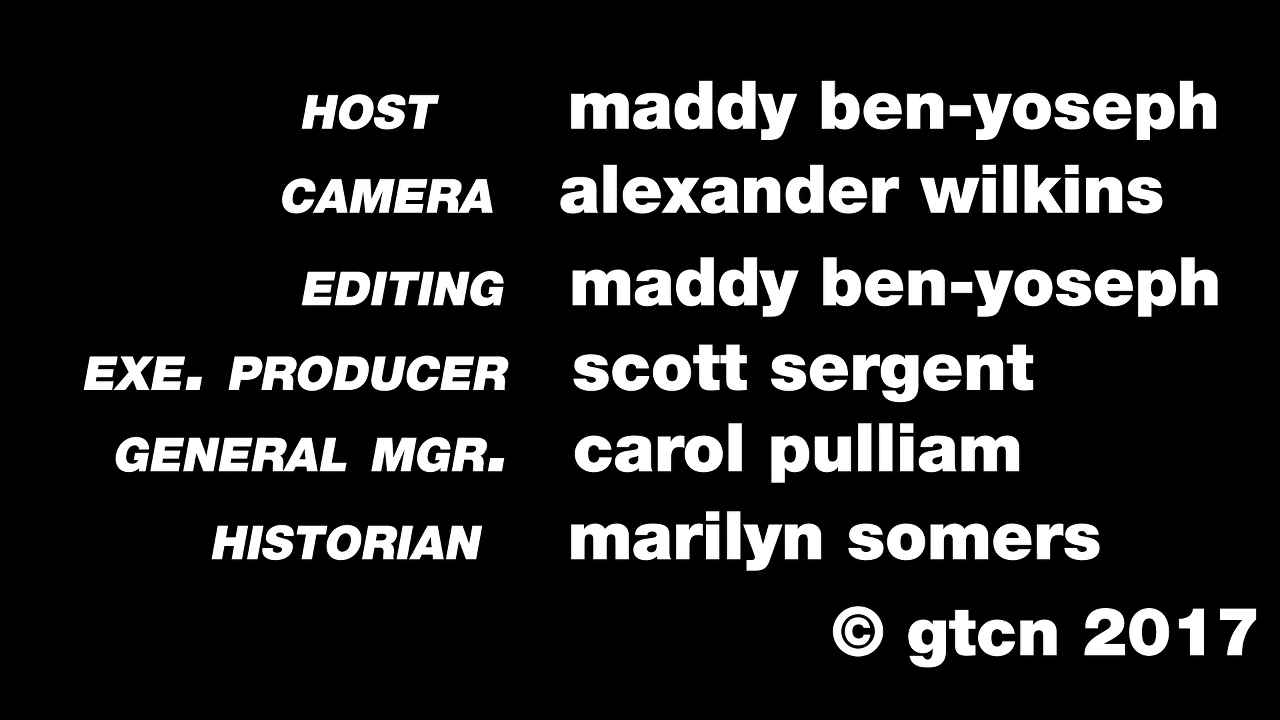 HOST maddy ben-yoseph
CAMERA alexander wilkins
EDITING maddy ben-yoseph
EXE. PRODUCER scott sergent
GENERAL MGR. carol pulliam
HISTORIAN marilyn somers
© gtcn 2017